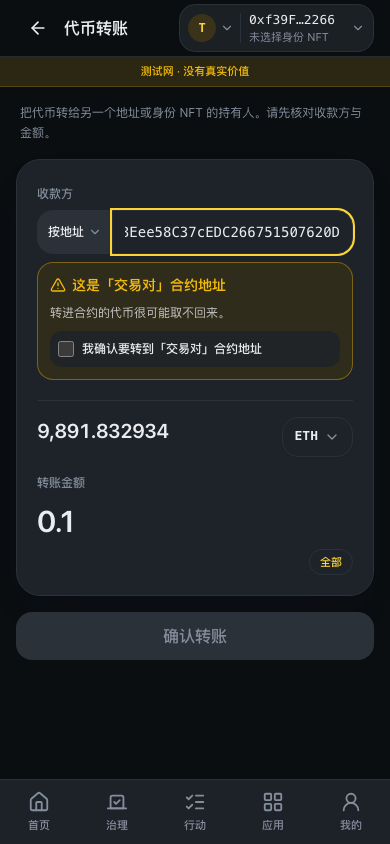 代币转账
T
0xf39F…2266
未选择身份 NFT
测试网 · 没有真实价值
把代币转给另一个地址或身份 NFT 的持有人。请先核对收款方与
金额。
收款方
按地址
3Eee58C37cEDC266751507620D
这是「交易对」合约地址
转进合约的代币很可能取不回来。
我确认要转到「交易对」合约地址
9,891.832934
ETH
转账金额
0.1
全部
确认转账
首页
治理
行动
应用
我的